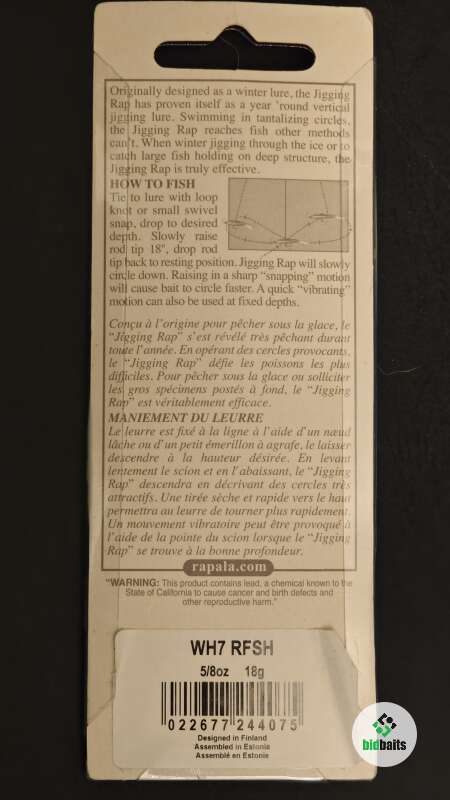 Originally designed as a winter lure, the Jigging
Rap has proven itself as a year 'round vertical
jigging lure. Swimming in tantalizing circles,
the Jigging Rap reaches fish other methods
can't. When winter jigging through the ice or to
catch large fish holding on deep structure, the
Jigging Rap is truly effective.
HOW TO FISH
Tie to lure with loop
knot or small swivel
snap, drop to desired
depth. Slowly raise
rod tip 18", drop rod
tip back to resting position. Jigging Rap will slowly
circle down. Raising in a sharp "snapping" motion
will cause bait to circle faster. A quick "vibrating"
motion can also be used at fixed depths.
Conçu à l'origine pour pêcher sous la glace, le
"Jigging Rap" s'est révélé très pêchant durant
toute l'année. En opérant des cercles provocants,
le "Jigging Rap" défie les poissons les plus
difficiles. Pour pêcher sous la glace ou solliciter
les gros spécimens postés à fond, le "Jigging
Rap" est véritablement efficace.
MANIEMENT DU LEURRE
Le leurre est fixé à la ligne à l'aide d'un nœud
lâche ou d'un petit émerillon à agrafe, le laisser
descendre à la hauteur désirée. En levant
lentement le scion et en l'abaissant, le "Jigging
Rap" descendra en décrivant des cercles très
attractifs. Une tirée sèche et rapide vers le haut
permettra au leurre de tourner plus rapidement.
Un mouvement vibratoire peut être provoqué à
l'aide de la pointe du scion lorsque le "Jigging
Rap" se trouve à la bonne profondeur.
rapala.com
"WARNING: This product contains lead, a chemical known to the
State of California to cause cancer and birth defects and
other reproductive harm."
WH7 RFSH
5/8oz 18g
022677 244075
Designed in Finland
Assembled in Estonia
Assemblé en Estonie
bidbaits